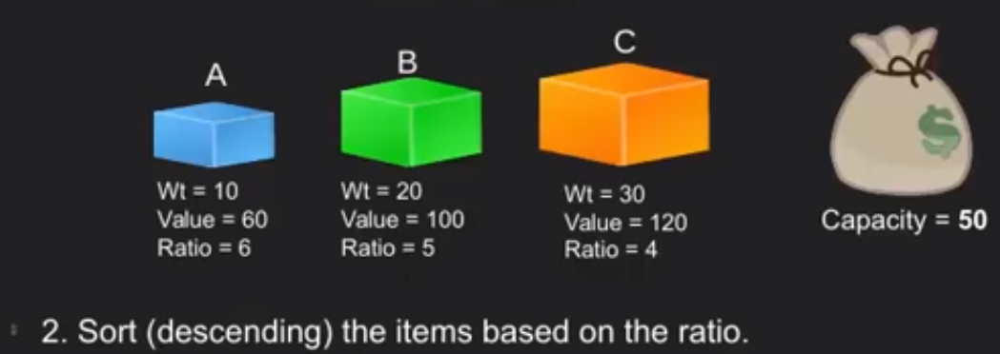 A
B
C
Wt = 10
Value = 60
Ratio = 6
Wt = 20
Value = 100
Ratio = 5
Wt = 30
Value = 120
Ratio = 4
$
Capacity = 50
2. Sort (descending) the items based on the ratio.